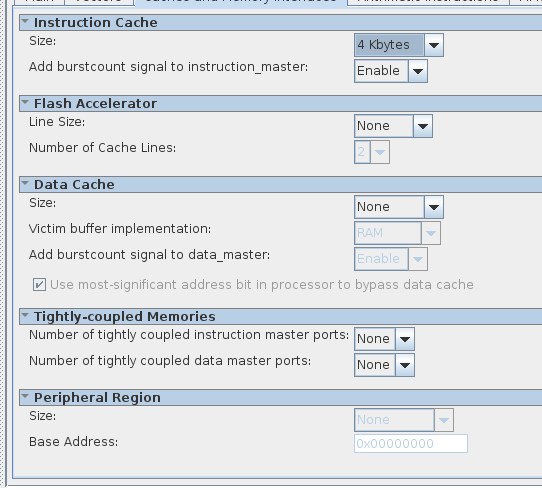 Main Vectors Caches and Memory Interfaces Arithmetic Instructions
Instruction Cache
Size: 4 Kbytes
Add burstcount signal to instruction_master: Enable
Flash Accelerator
Line Size: None
Number of Cache Lines: 2
Data Cache
Size: None
Victim buffer implementation: RAM
Add burstcount signal to data_master: Enable
Use most-significant address bit in processor to bypass data cache
Tightly-coupled Memories
Number of tightly coupled instruction master ports: None
Number of tightly coupled data master ports: None
Peripheral Region
Size: None
Base Address: 0x00000000